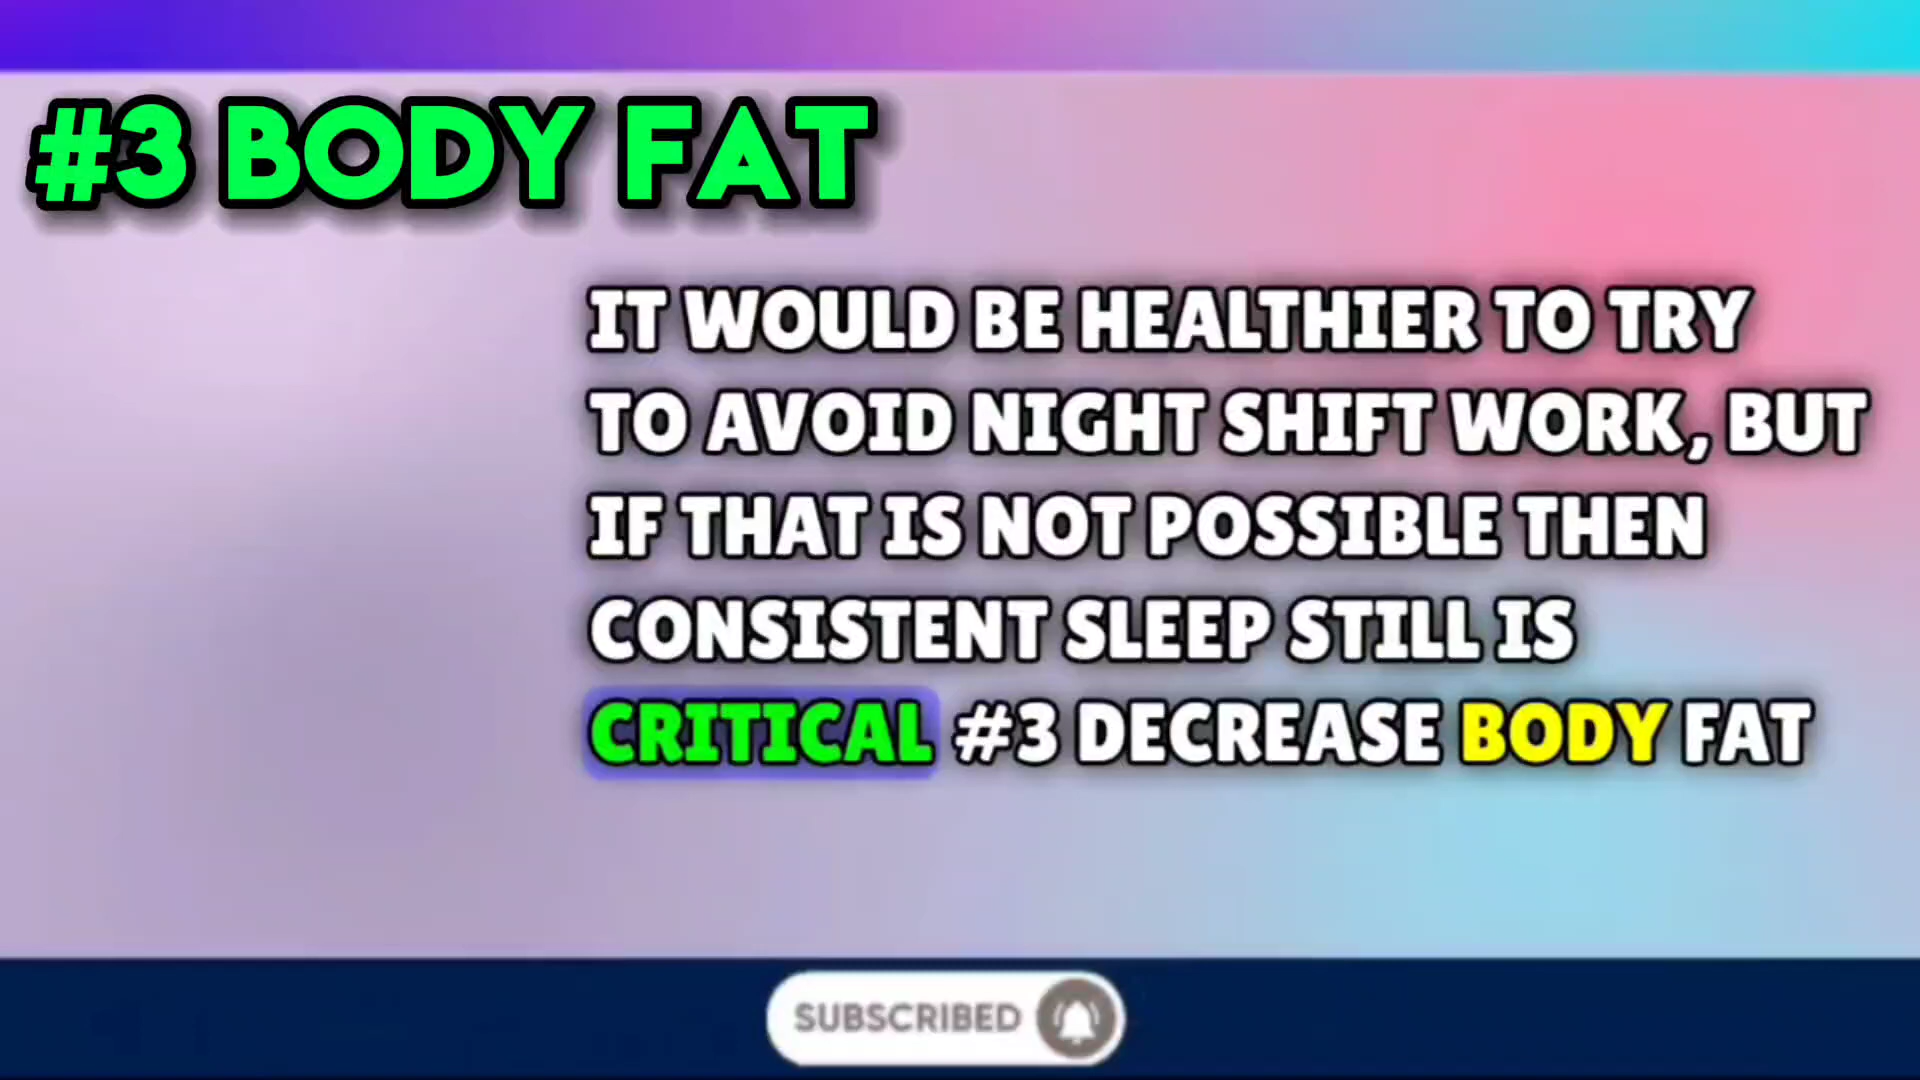 #3 BODY FAT
IT WOULD BE HEALTHIER TO TRY
TO AVOID NIGHT SHIFT WORK, BUT
IF THAT IS NOT POSSIBLE THEN
CONSISTENT SLEEP STILL IS
CRITICAL #3 DECREASE BODY FAT
SUBSCRIBED